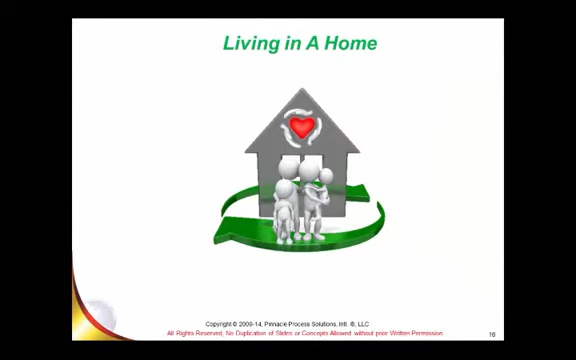 Living in A Home
Copyright © 2009-14, Pinnacle Process Solutions, Intl. ®, LLC
All Rights Reserved, No Duplication of Slides or Concepts Allowed without prior Written Permission.
16